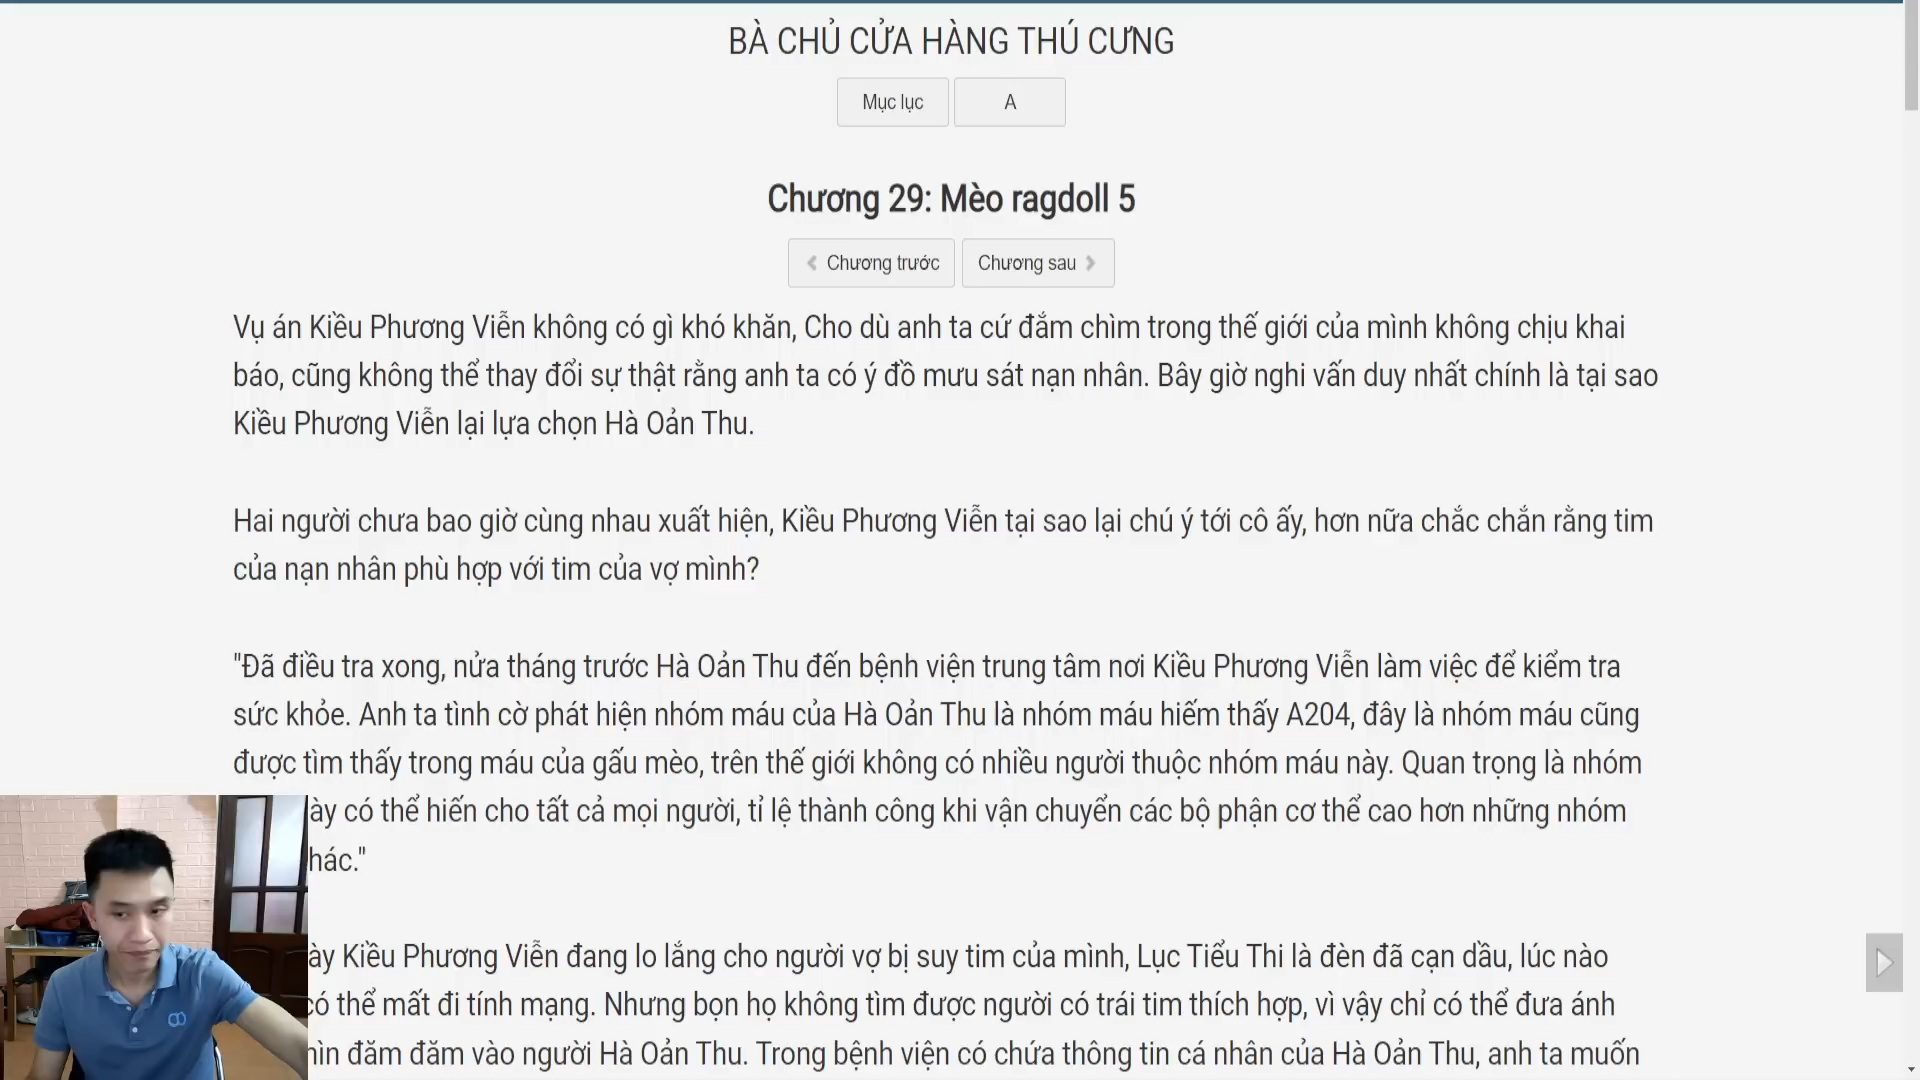 BÀ CHỦ CỬA HÀNG THÚ CƯNG
Mục lục
A
Chương 29: Mèo ragdoll 5
Chương trước
Chương sau
Vụ án Kiều Phương Viễn không có gì khó khăn, Cho dù anh ta cứ đắm chìm trong thế giới của mình không chịu khai
báo, cũng không thể thay đổi sự thật rằng anh ta có ý đồ mưu sát nạn nhân. Bây giờ nghi vấn duy nhất chính là tại sao
Kiều Phương Viễn lại lựa chọn Hà Oản Thu.
Hai người chưa bao giờ cùng nhau xuất hiện, Kiều Phương Viễn tại sao lại chú ý tới cô ấy, hơn nữa chắc chắn rằng tim
của nạn nhân phù hợp với tim của vợ mình?
"Đã điều tra xong, nửa tháng trước Hà Oản Thu đến bệnh viện trung tâm nơi Kiều Phương Viễn làm việc để kiểm tra
sức khỏe. Anh ta tình cờ phát hiện nhóm máu của Hà Oản Thu là nhóm máu hiếm thấy A204, đây là nhóm máu cũng
được tìm thấy trong máu của gấu mèo, trên thế giới không có nhiều người thuộc nhóm máu này. Quan trọng là nhóm
ày có thể hiến cho tất cả mọi người, tỉ lệ thành công khi vận chuyển các bộ phận cơ thể cao hơn những nhóm
hác."
ày Kiều Phương Viễn đang lo lắng cho người vợ bị suy tim của mình, Lục Tiểu Thi là đèn đã cạn dầu, lúc nào
có thể mất đi tính mạng. Nhưng bọn họ không tìm được người có trái tim thích hợp, vì vậy chỉ có thể đưa ánh
hìn đăm đăm vào người Hà Oản Thu. Trong bệnh viện có chứa thông tin cá nhân của Hà Oản Thu, anh ta muốn